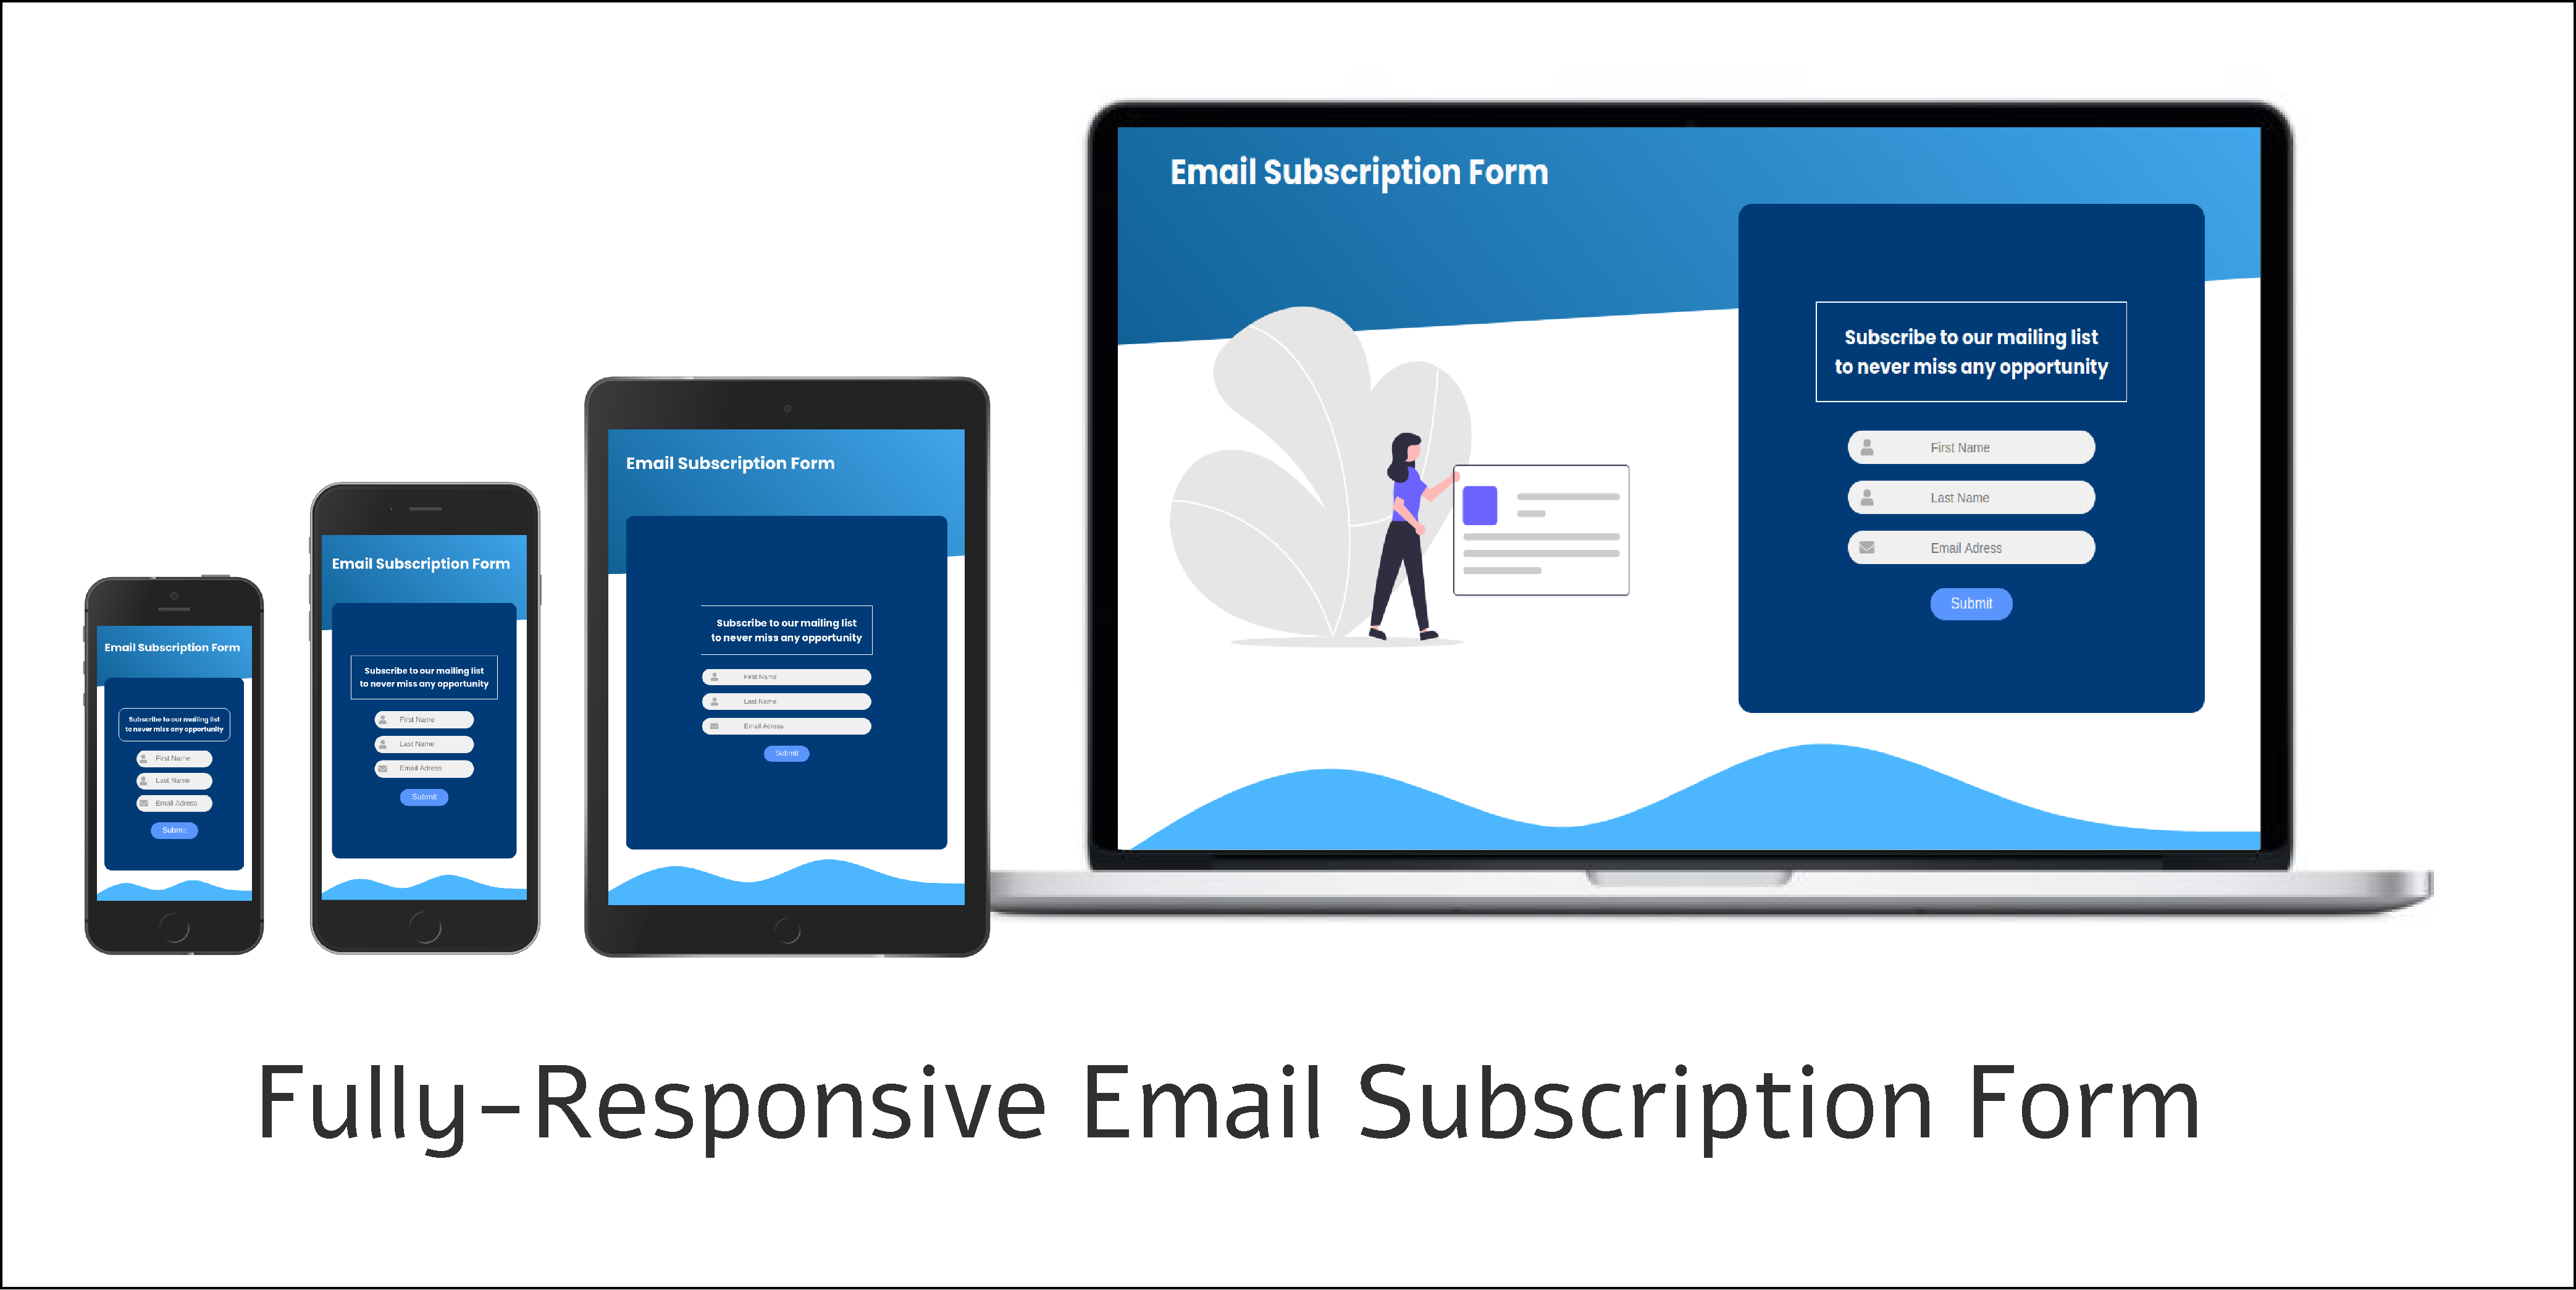 Email Subscription Form
Subscribe to our mailing list
to never miss any opportunity
First Name
Last Name
Email Adress
Submit
Email Subscription Form
Subscribe to our mailing list
to never miss any opportunity
First Name
Last Name
Email Adress
Submit
Email Subscription Form
Subscribe to our mailing list
to never miss any opportunity
First Name
Last Name
Email Adress
Submit
Email Subscription Form
Subscribe to our mailing list
to never miss any opportunity
First Name
Last Name
Email Adress
Submit
Fully-Responsive Email Subscription Form